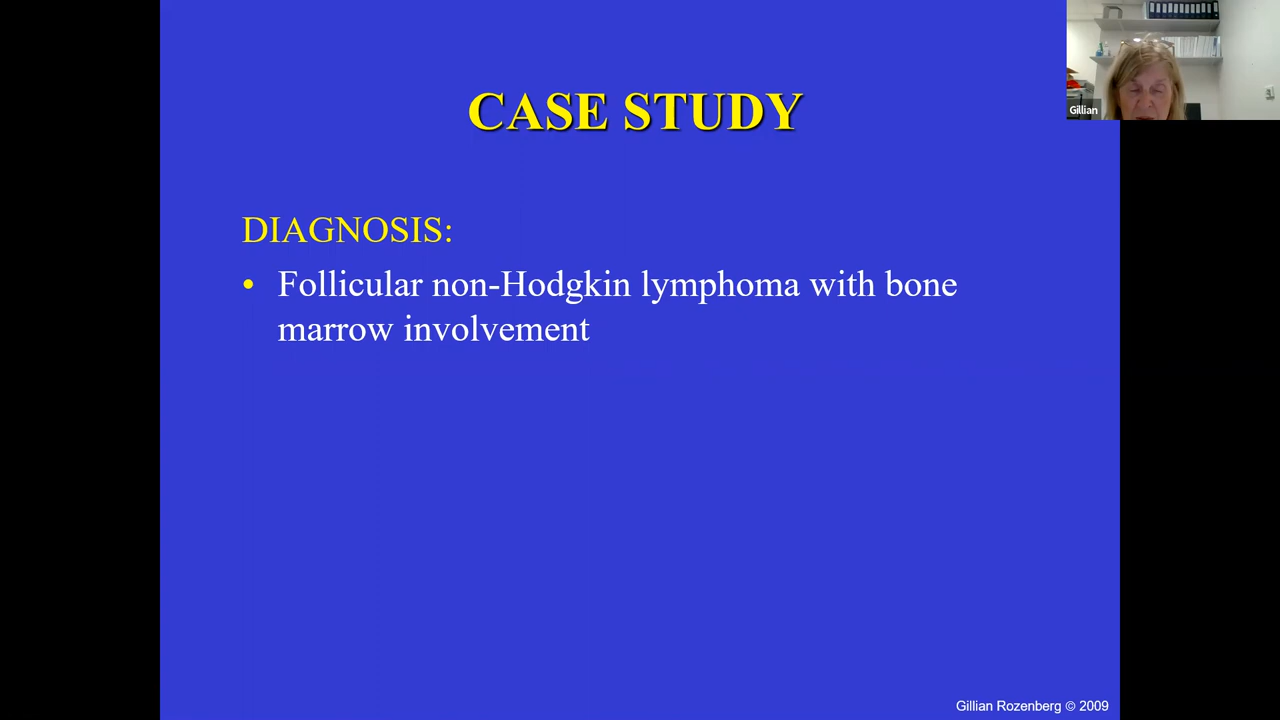 Gillian
CASE STUDY
DIAGNOSIS:
• Follicular non-Hodgkin lymphoma with bone
marrow involvement
Gillian Rozenberg © 2009